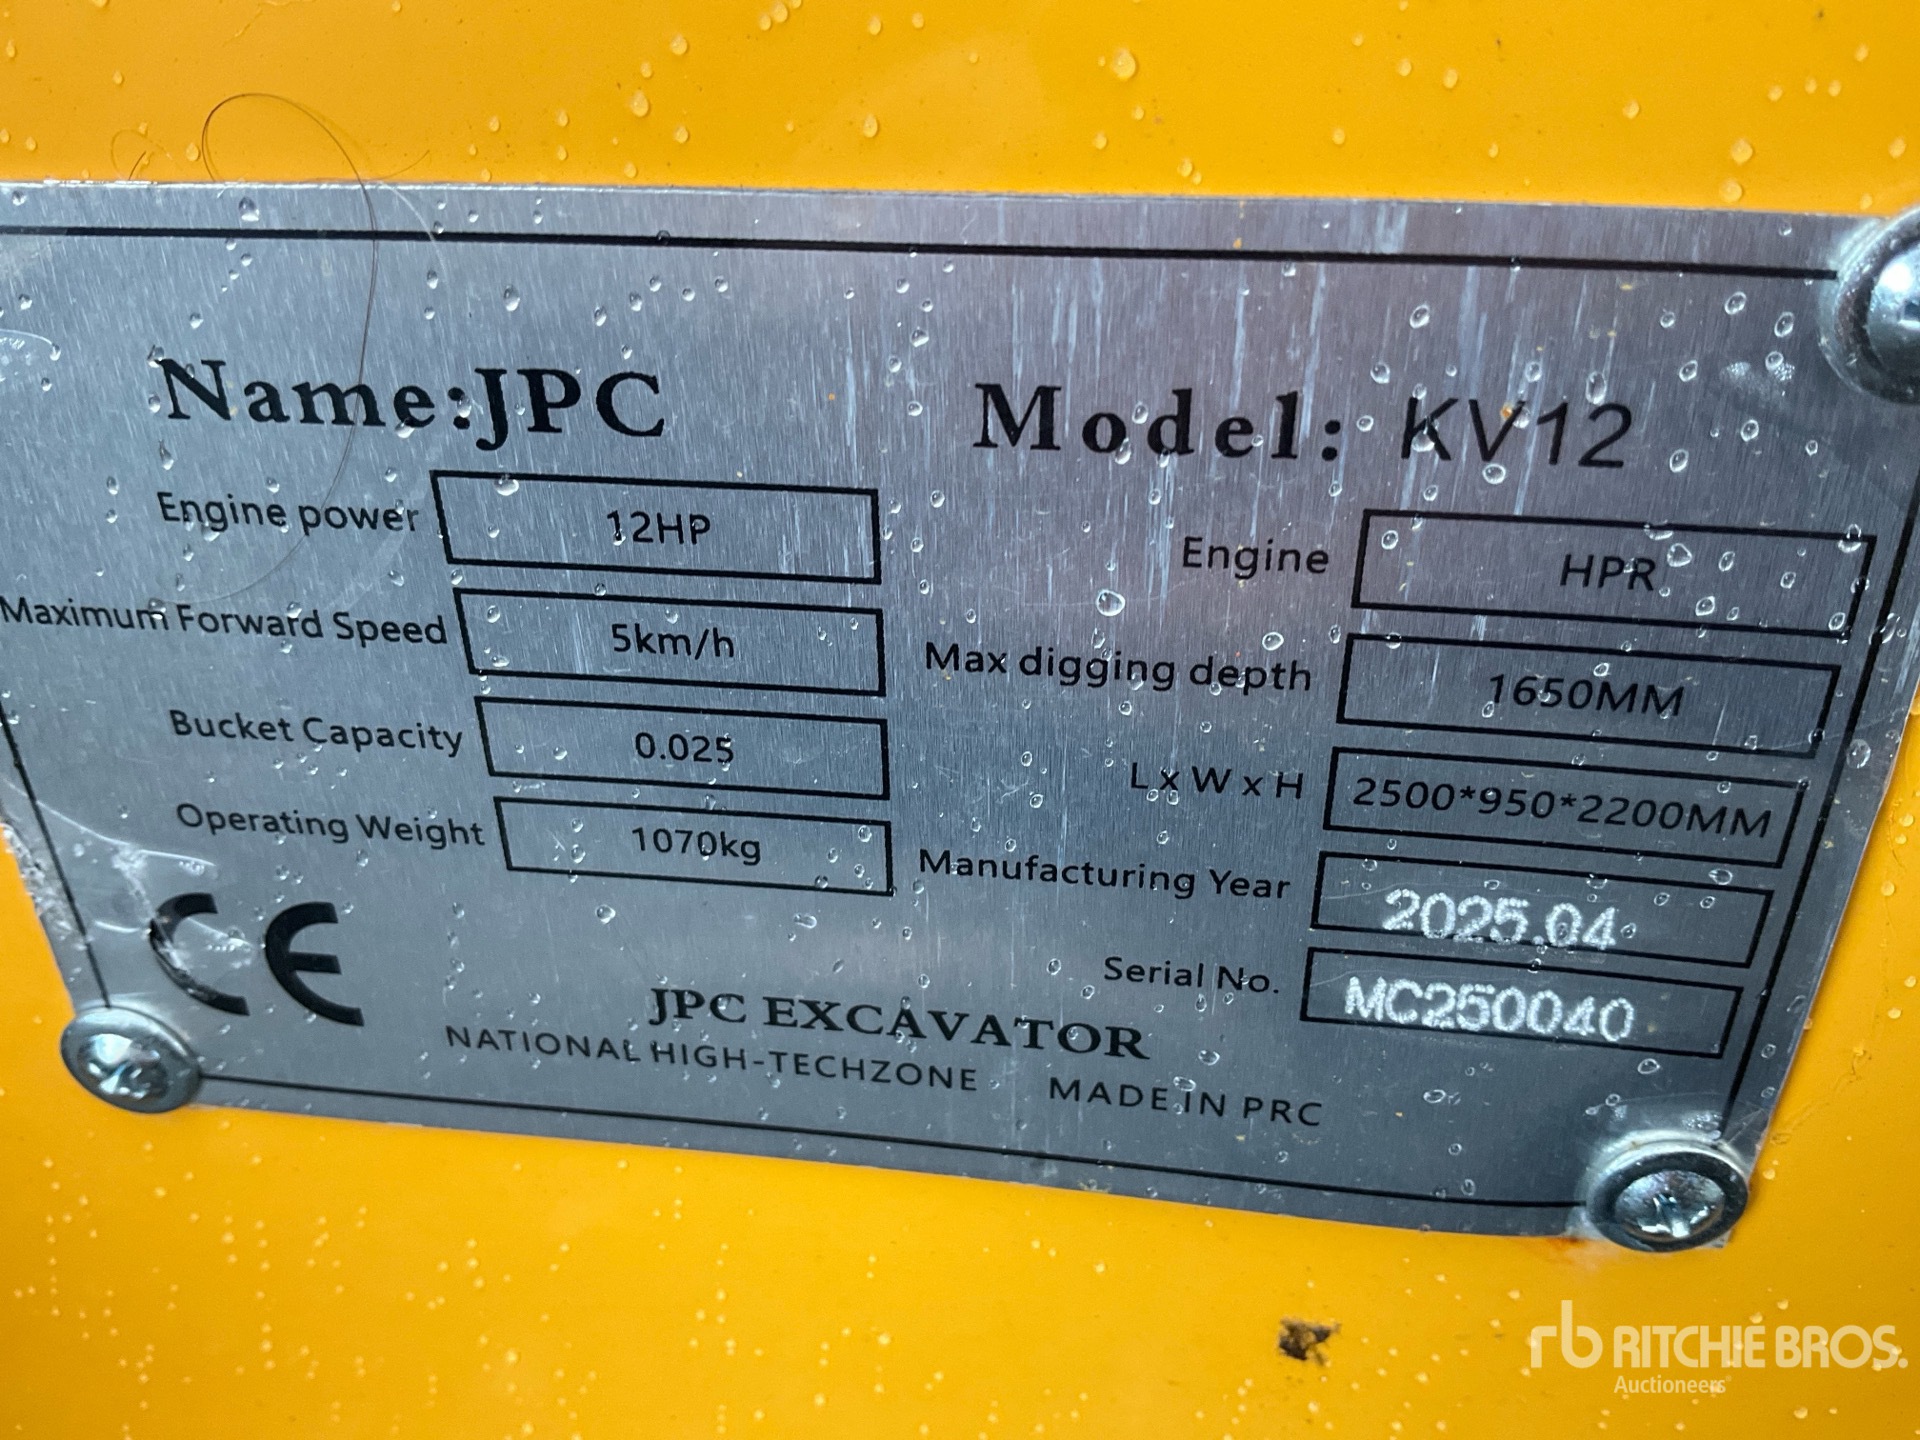 Name:JPC
Model: KV12
Engine power 12HP
Engine HPR
Maximum Forward Speed 5km/h
Max digging depth 1650MM
Bucket Capacity 0.025
L x W x H 2500*950*2200MM
Operating Weight 1070kg
Manufacturing Year 2025.04
Serial No. MC250040
CE
JPC EXCAVATOR
NATIONAL HIGH-TECHZONE MADE IN PRC
rb RITCHIE BROS.
Auctioneers